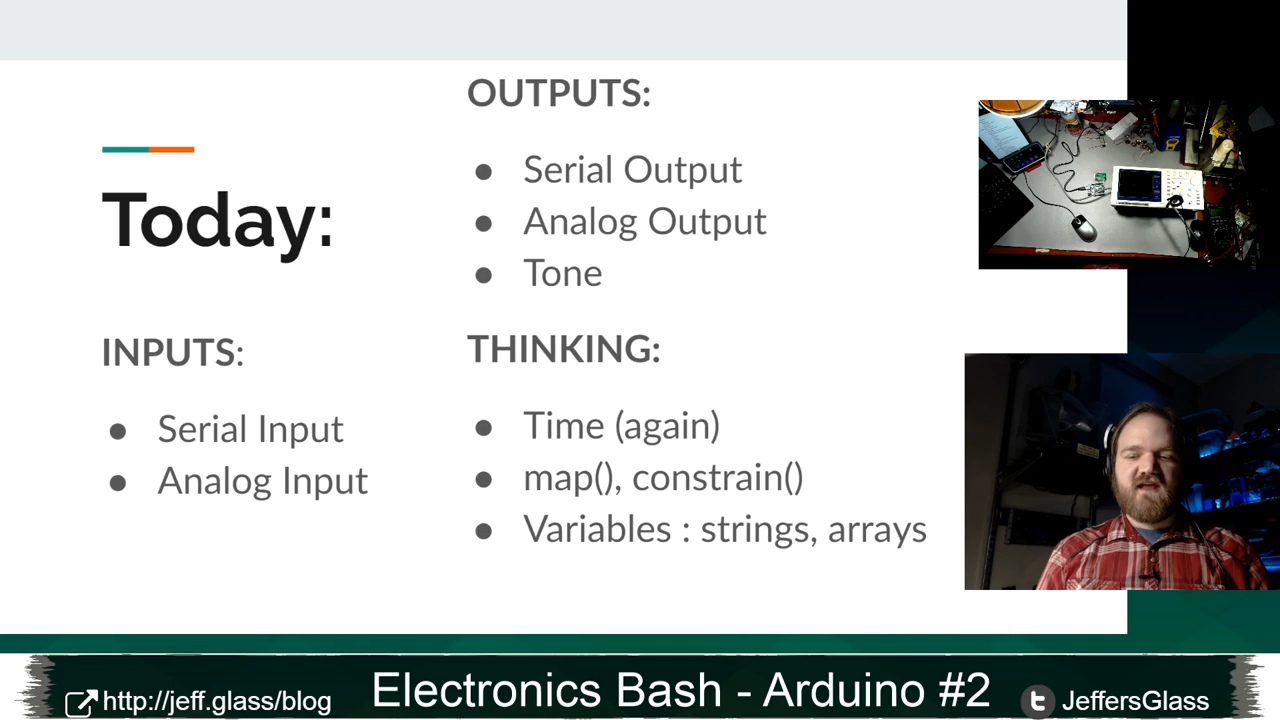 Today:
INPUTS:
● Serial Input
● Analog Input
OUTPUTS:
● Serial Output
● Analog Output
● Tone
THINKING:
● Time (again)
● map(), constrain()
● Variables : strings, arrays
http://jeff.glass/blog
Electronics Bash - Arduino #2
JeffersGlass